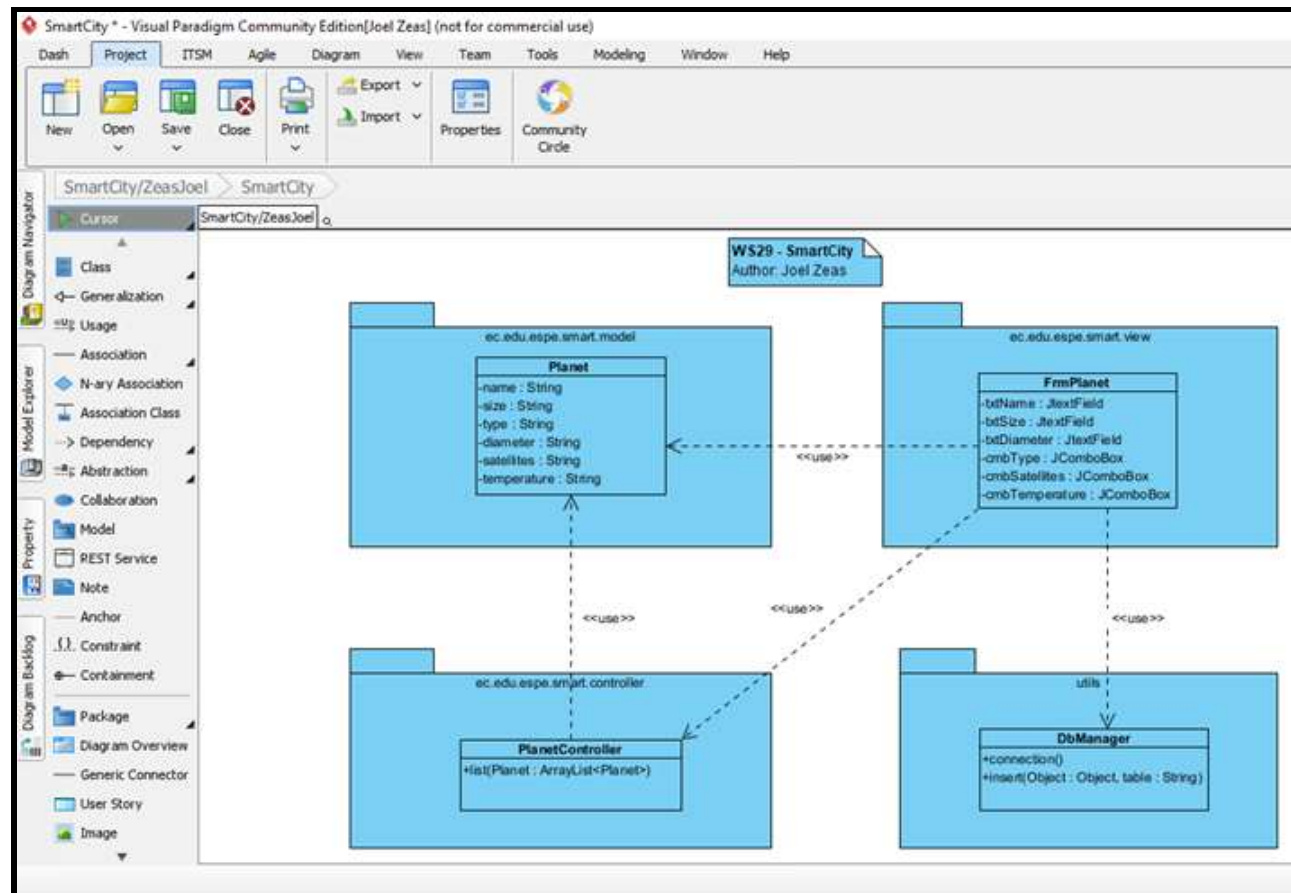 SmartCity * - Visual Paradigm Community Edition[Joel Zeas] (not for commercial use)
Dash Project ITSM Agile Diagram View Team Tools Modeling Window Help
New Open Save Close Print Export Import Properties Community Circle
SmartCity/ZeasJoel SmartCity
Diagram Navigator
Model Explorer
Property
Diagram Backlog
Cursor
Class
Generalization
Usage
Association
N-ary Association
Association Class
Dependency
Abstraction
Collaboration
Model
REST Service
Note
Anchor
Constraint
Containment
Package
Diagram Overview
Generic Connector
User Story
Image
SmartCity/ZeasJoel
WS29 - SmartCity
Author: Joel Zeas
ec.edu.espe.smart.model
Planet
-name : String
-size : String
-type : String
-diameter : String
-satellites : String
-temperature : String
ec.edu.espe.smart.view
FrmPlanet
-txtName : JtextField
-txtSize : JtextField
-txtDiameter : JtextField
-cmbType : JComboBox
-cmbSatellites : JComboBox
-cmbTemperature : JComboBox
<<use>>
<<use>>
<<use>>
<<use>>
ec.edu.espe.smart.controller
PlanetController
+list(Planet : ArrayList<Planet>)
utils
DbManager
+connection()
+insert(Object : Object, table : String)